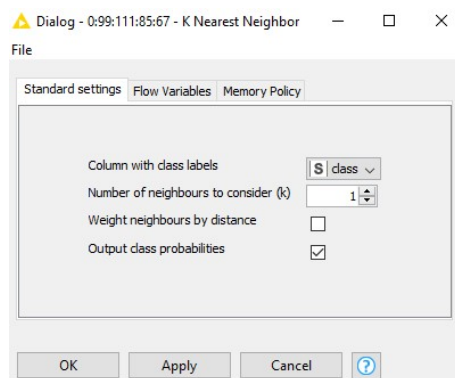 Dialog - 0:99:111:85:67 - K Nearest Neighbor
File
Standard settings Flow Variables Memory Policy
Column with class labels S class
Number of neighbours to consider (k) 1
Weight neighbours by distance
Output class probabilities
OK Apply Cancel ?